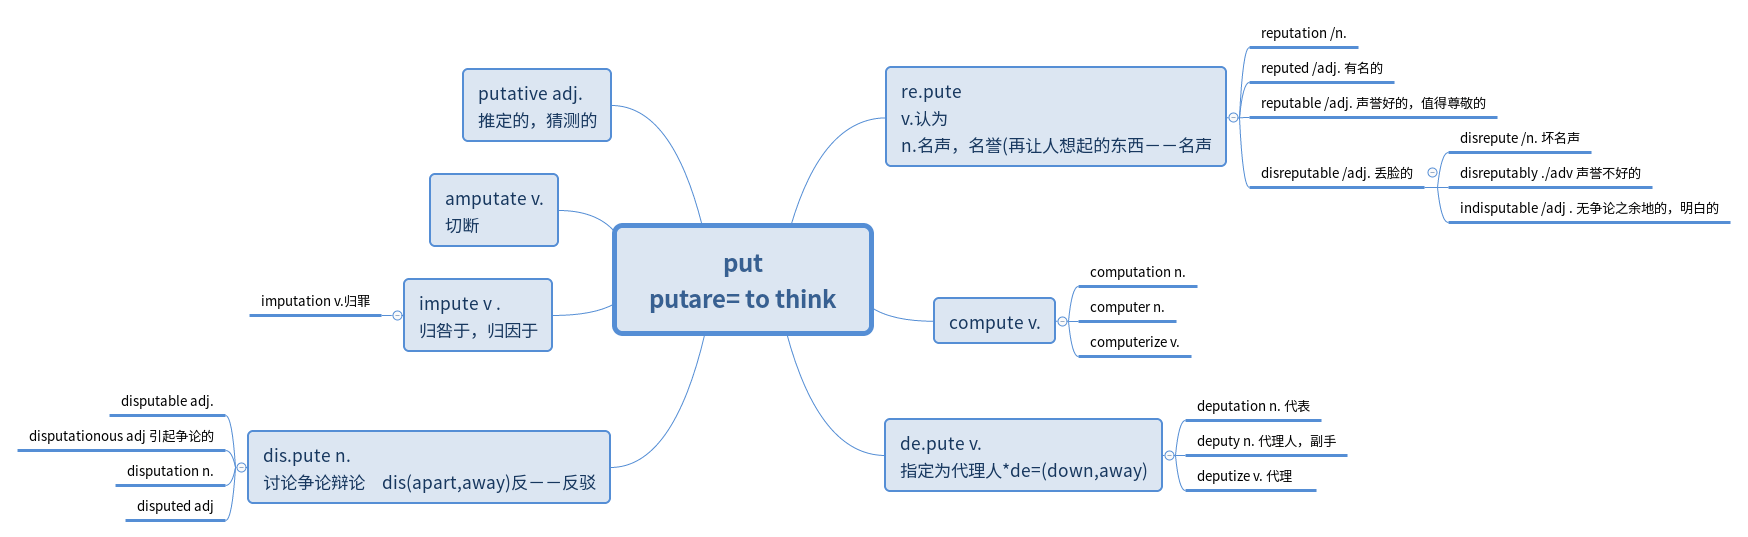 put
putare= to think
re.pute
v.认为
n.名声，名誉(再让人想起的东西－－名声
reputation /n.
reputed /adj. 有名的
reputable /adj. 声誉好的，值得尊敬的
disreputable /adj. 丢脸的
disrepute /n. 坏名声
disreputably ./adv 声誉不好的
indisputable /adj . 无争论之余地的，明白的
compute v.
computation n.
computer n.
computerize v.
de.pute v.
指定为代理人*de=(down,away)
deputation n. 代表
deputy n. 代理人，副手
deputize v. 代理
putative adj.
推定的，猜测的
amputate v.
切断
impute v .
归咎于，归因于
imputation v.归罪
dis.pute n.
讨论争论辩论　dis(apart,away)反－－反驳
disputable adj.
disputationous adj 引起争论的
disputation n.
disputed adj